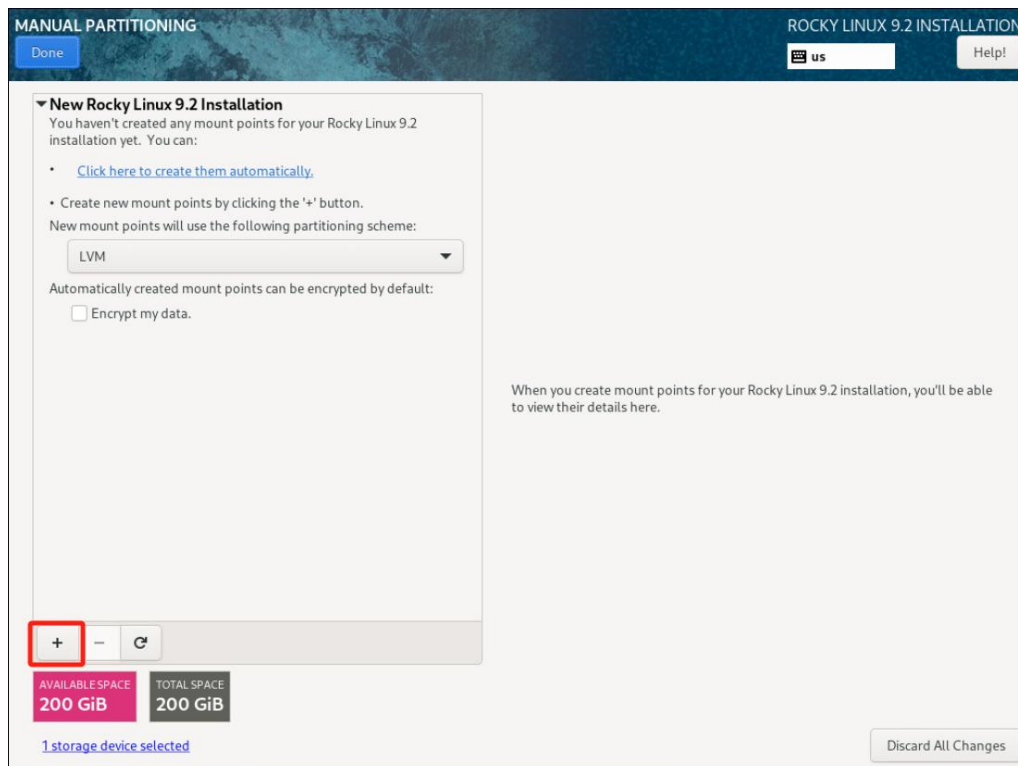 MANUAL PARTITIONING
ROCKY LINUX 9.2 INSTALLATION
Done
us
Help!
New Rocky Linux 9.2 Installation
You haven't created any mount points for your Rocky Linux 9.2
installation yet. You can:
• Click here to create them automatically.
• Create new mount points by clicking the '+' button.
New mount points will use the following partitioning scheme:
LVM
Automatically created mount points can be encrypted by default:
Encrypt my data.
When you create mount points for your Rocky Linux 9.2 installation, you'll be able
to view their details here.
+ −
AVAILABLE SPACE
200 GiB
TOTAL SPACE
200 GiB
1 storage device selected
Discard All Changes